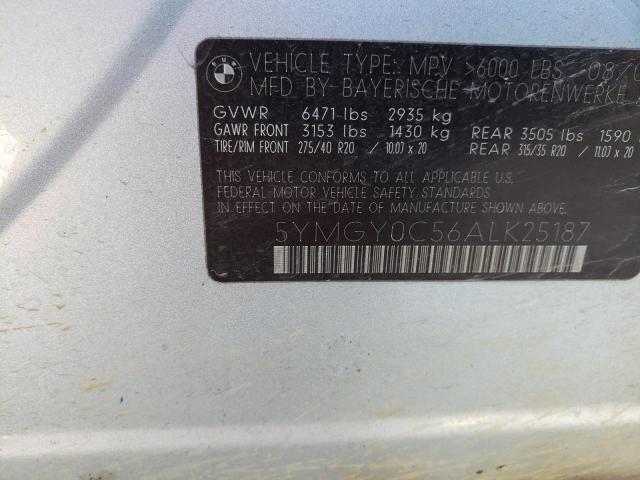 BMW
VEHICLE TYPE: MPV >6000 LBS 08/
MFD BY BAYERISCHE MOTORENWERKE
GVWR 6471 lbs 2935 kg
GAWR FRONT 3153 lbs 1430 kg REAR 3505 lbs 1590
TIRE/RIM FRONT 275/40 R20 / 10.0J x 20 REAR 315/35 R20 / 11.0J x 20
THIS VEHICLE CONFORMS TO ALL APPLICABLE U.S.
FEDERAL MOTOR VEHICLE SAFETY STANDARDS
IN EFFECT ON THE DATE OF MANUFACTURE SHOWN ABOVE.
5YMGY0C56ALK25187